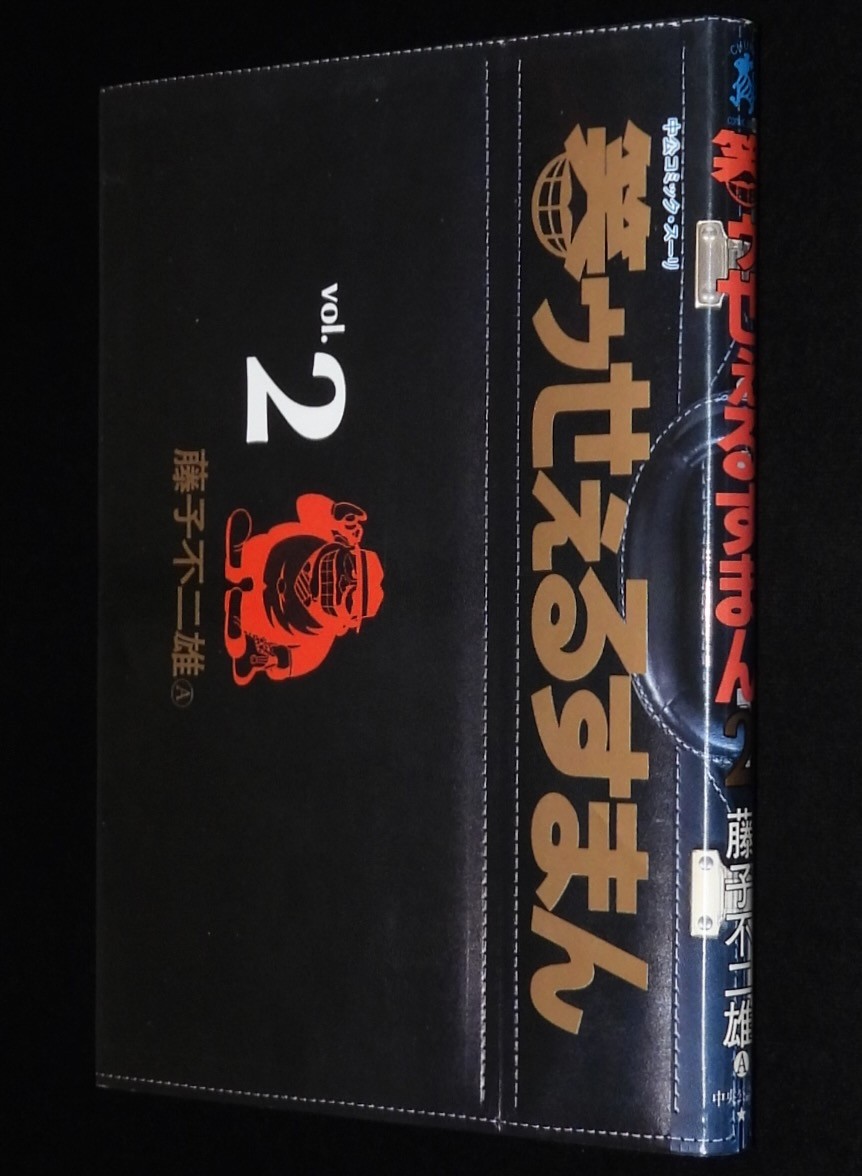 中公コミック・スーリ
笑ゥせえるすまん
vol.
2
藤子不二雄Ⓐ
笑ゥせえるすまん 2 藤子不二雄Ⓐ